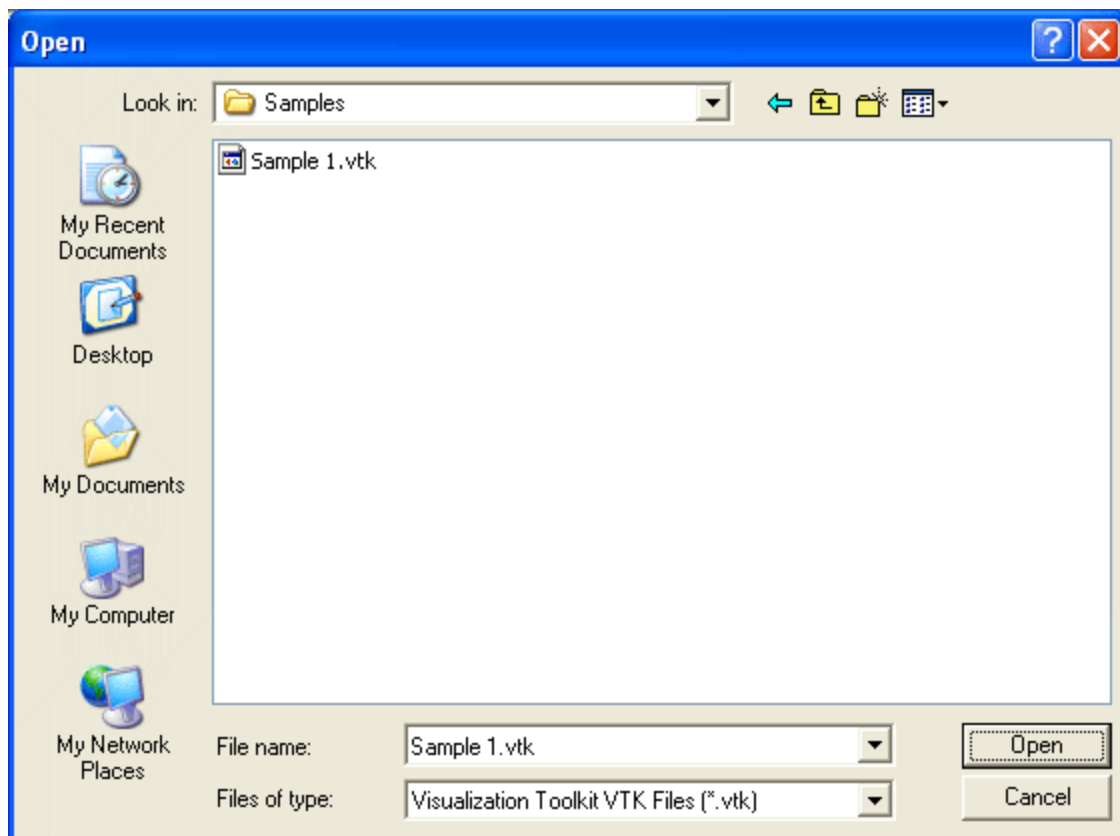 Open
Look in: Samples
Sample 1.vtk
My Recent
Documents
Desktop
My Documents
My Computer
My Network
Places
File name: Sample 1.vtk Open
Files of type: Visualization Toolkit VTK Files (*.vtk) Cancel